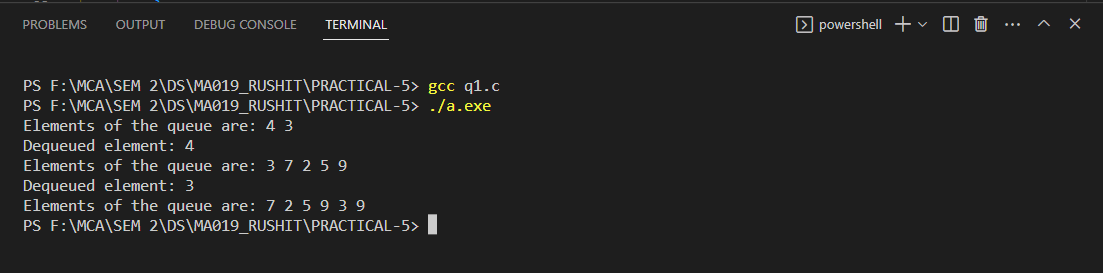 PROBLEMS OUTPUT DEBUG CONSOLE TERMINAL powershell
PS F:\MCA\SEM 2\DS\MA019_RUSHIT\PRACTICAL-5> gcc q1.c
PS F:\MCA\SEM 2\DS\MA019_RUSHIT\PRACTICAL-5> ./a.exe
Elements of the queue are: 4 3
Dequeued element: 4
Elements of the queue are: 3 7 2 5 9
Dequeued element: 3
Elements of the queue are: 7 2 5 9 3 9
PS F:\MCA\SEM 2\DS\MA019_RUSHIT\PRACTICAL-5>